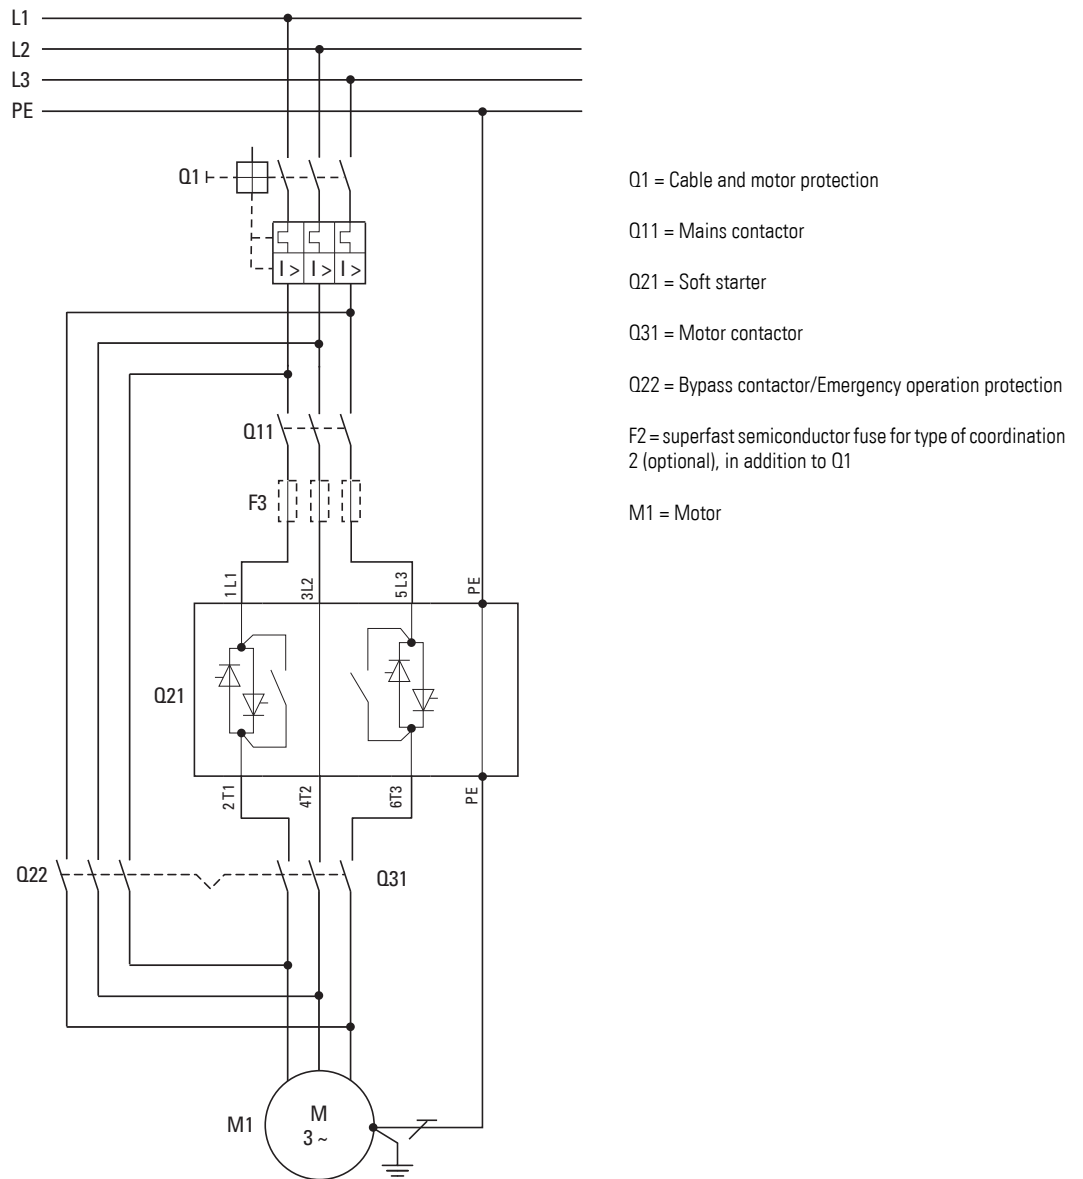 L1
L2
L3
PE
Q1
I >
I >
I >
Q11
F3
1 L1
3L2
5 L3
PE
Q21
2 T1
4T2
6T3
PE
Q22
Q31
M1
M
3 ~
Q1 = Cable and motor protection
Q11 = Mains contactor
Q21 = Soft starter
Q31 = Motor contactor
Q22 = Bypass contactor/Emergency operation protection
F2 = superfast semiconductor fuse for type of coordination
2 (optional), in addition to Q1
M1 = Motor